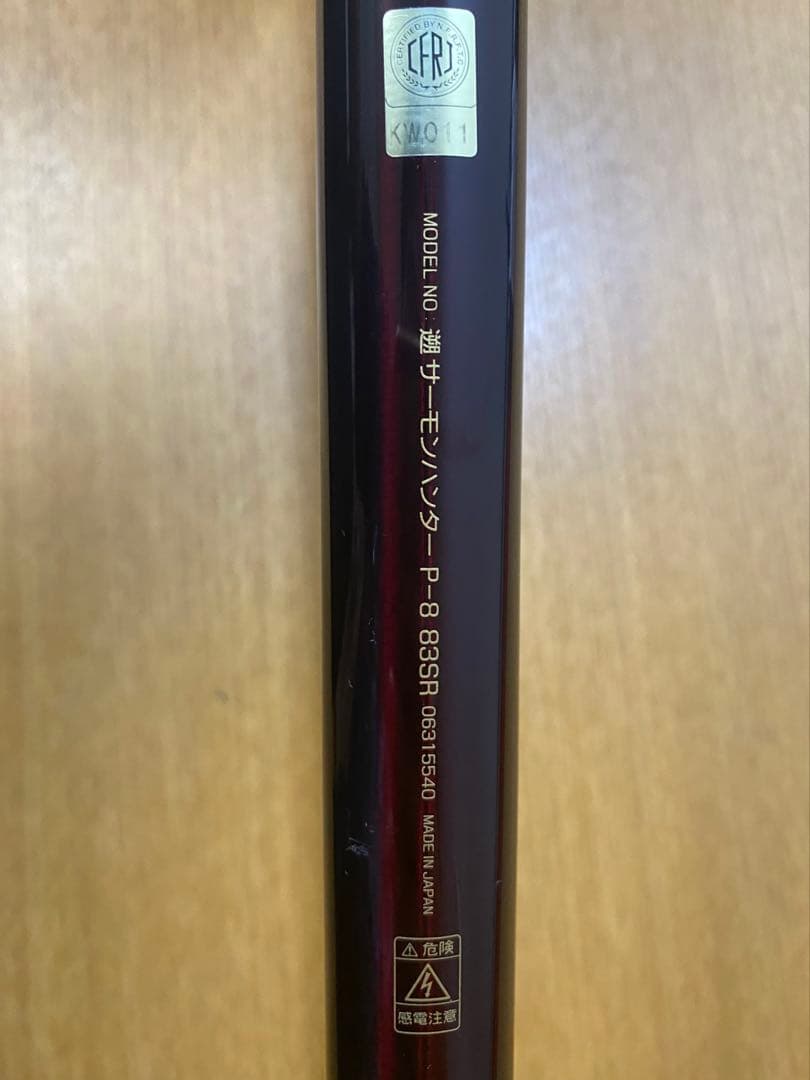 CERTIFIED BY N.F.R.F.T.G
CFRJ
KW011
MODEL NO: 遡 サーモンハンター P-8 83SR 06315540 MADE IN JAPAN
⚠危険
感電注意